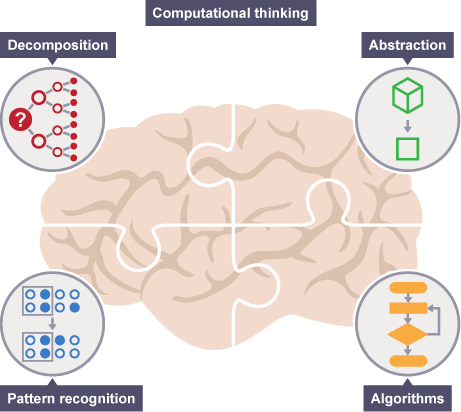 Computational thinking
Decomposition
Abstraction
?
Pattern recognition
Algorithms